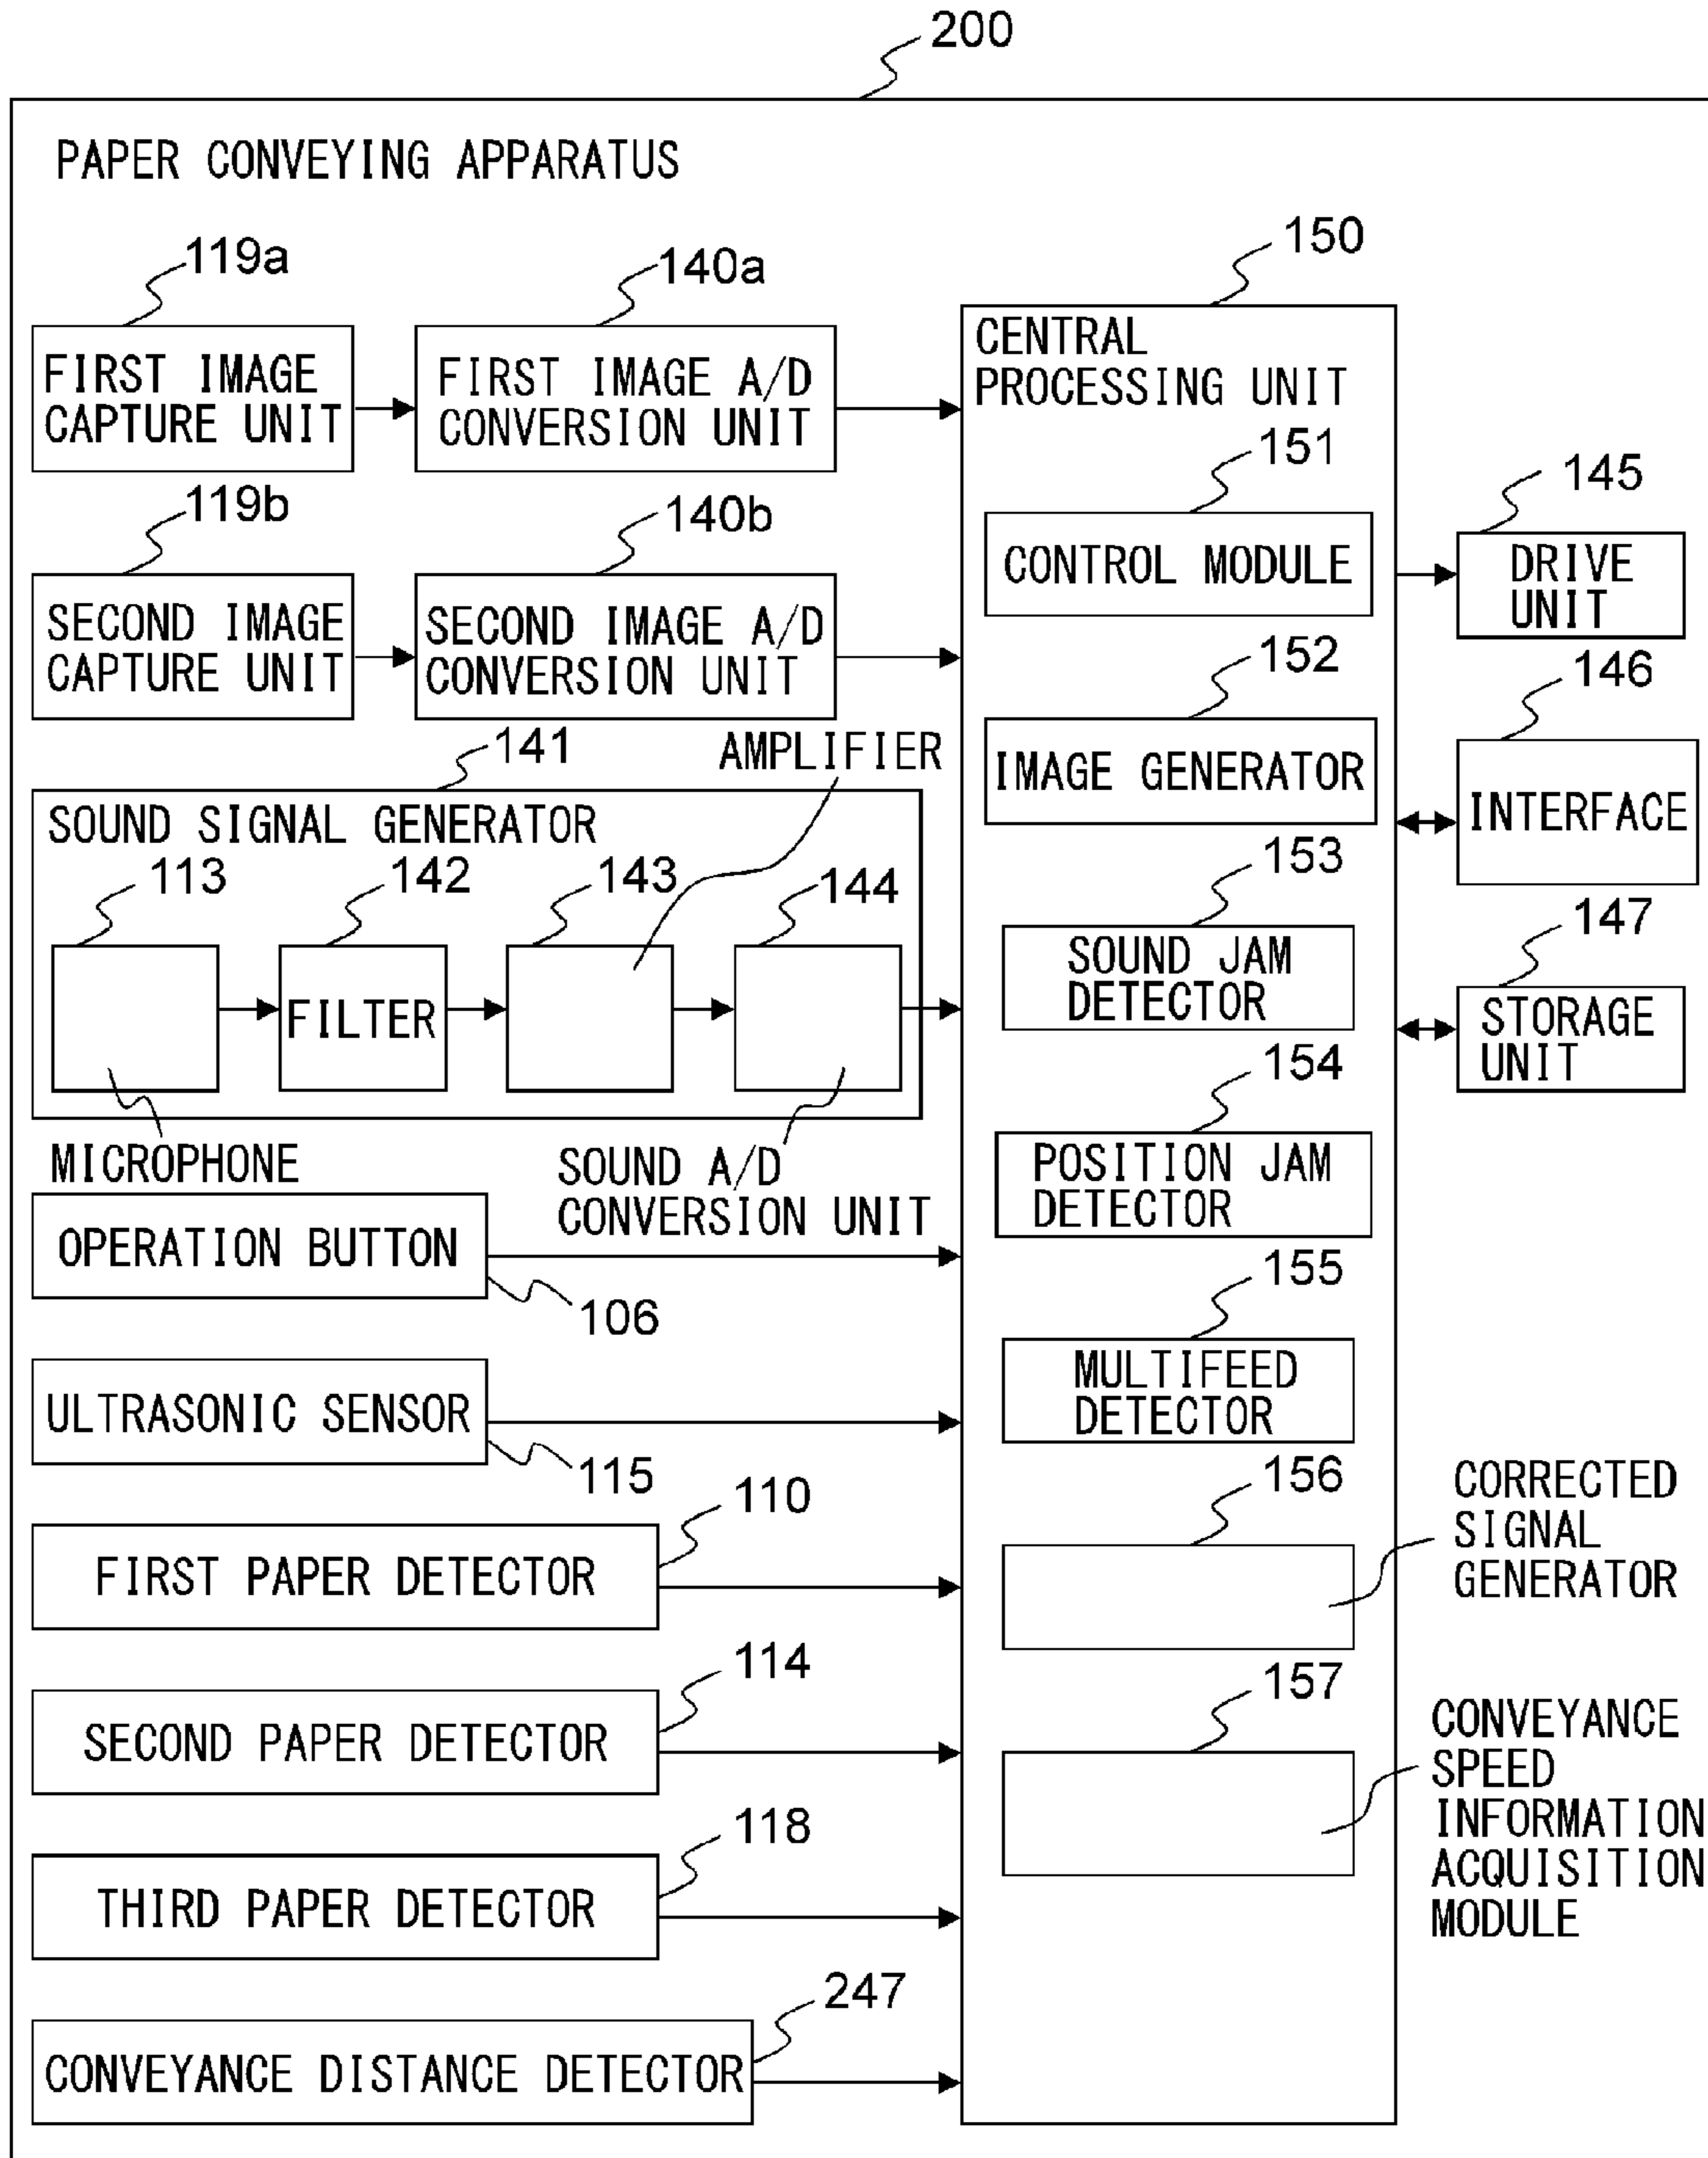 200
PAPER CONVEYING APPARATUS
119a
140a
150
FIRST IMAGE
CAPTURE UNIT
FIRST IMAGE A/D
CONVERSION UNIT
CENTRAL
PROCESSING UNIT
151
145
119b
140b
CONTROL MODULE
DRIVE
UNIT
SECOND IMAGE
CAPTURE UNIT
SECOND IMAGE A/D
CONVERSION UNIT
152
146
141
AMPLIFIER
IMAGE GENERATOR
INTERFACE
SOUND SIGNAL GENERATOR
113
142
143
144
153
147
FILTER
SOUND JAM
DETECTOR
STORAGE
UNIT
154
MICROPHONE
SOUND A/D
CONVERSION UNIT
POSITION JAM
DETECTOR
OPERATION BUTTON
106
155
ULTRASONIC SENSOR
115
MULTIFEED
DETECTOR
110
156
CORRECTED
SIGNAL
GENERATOR
FIRST PAPER DETECTOR
114
157
SECOND PAPER DETECTOR
CONVEYANCE
SPEED
INFORMATION
ACQUISITION
MODULE
118
THIRD PAPER DETECTOR
247
CONVEYANCE DISTANCE DETECTOR